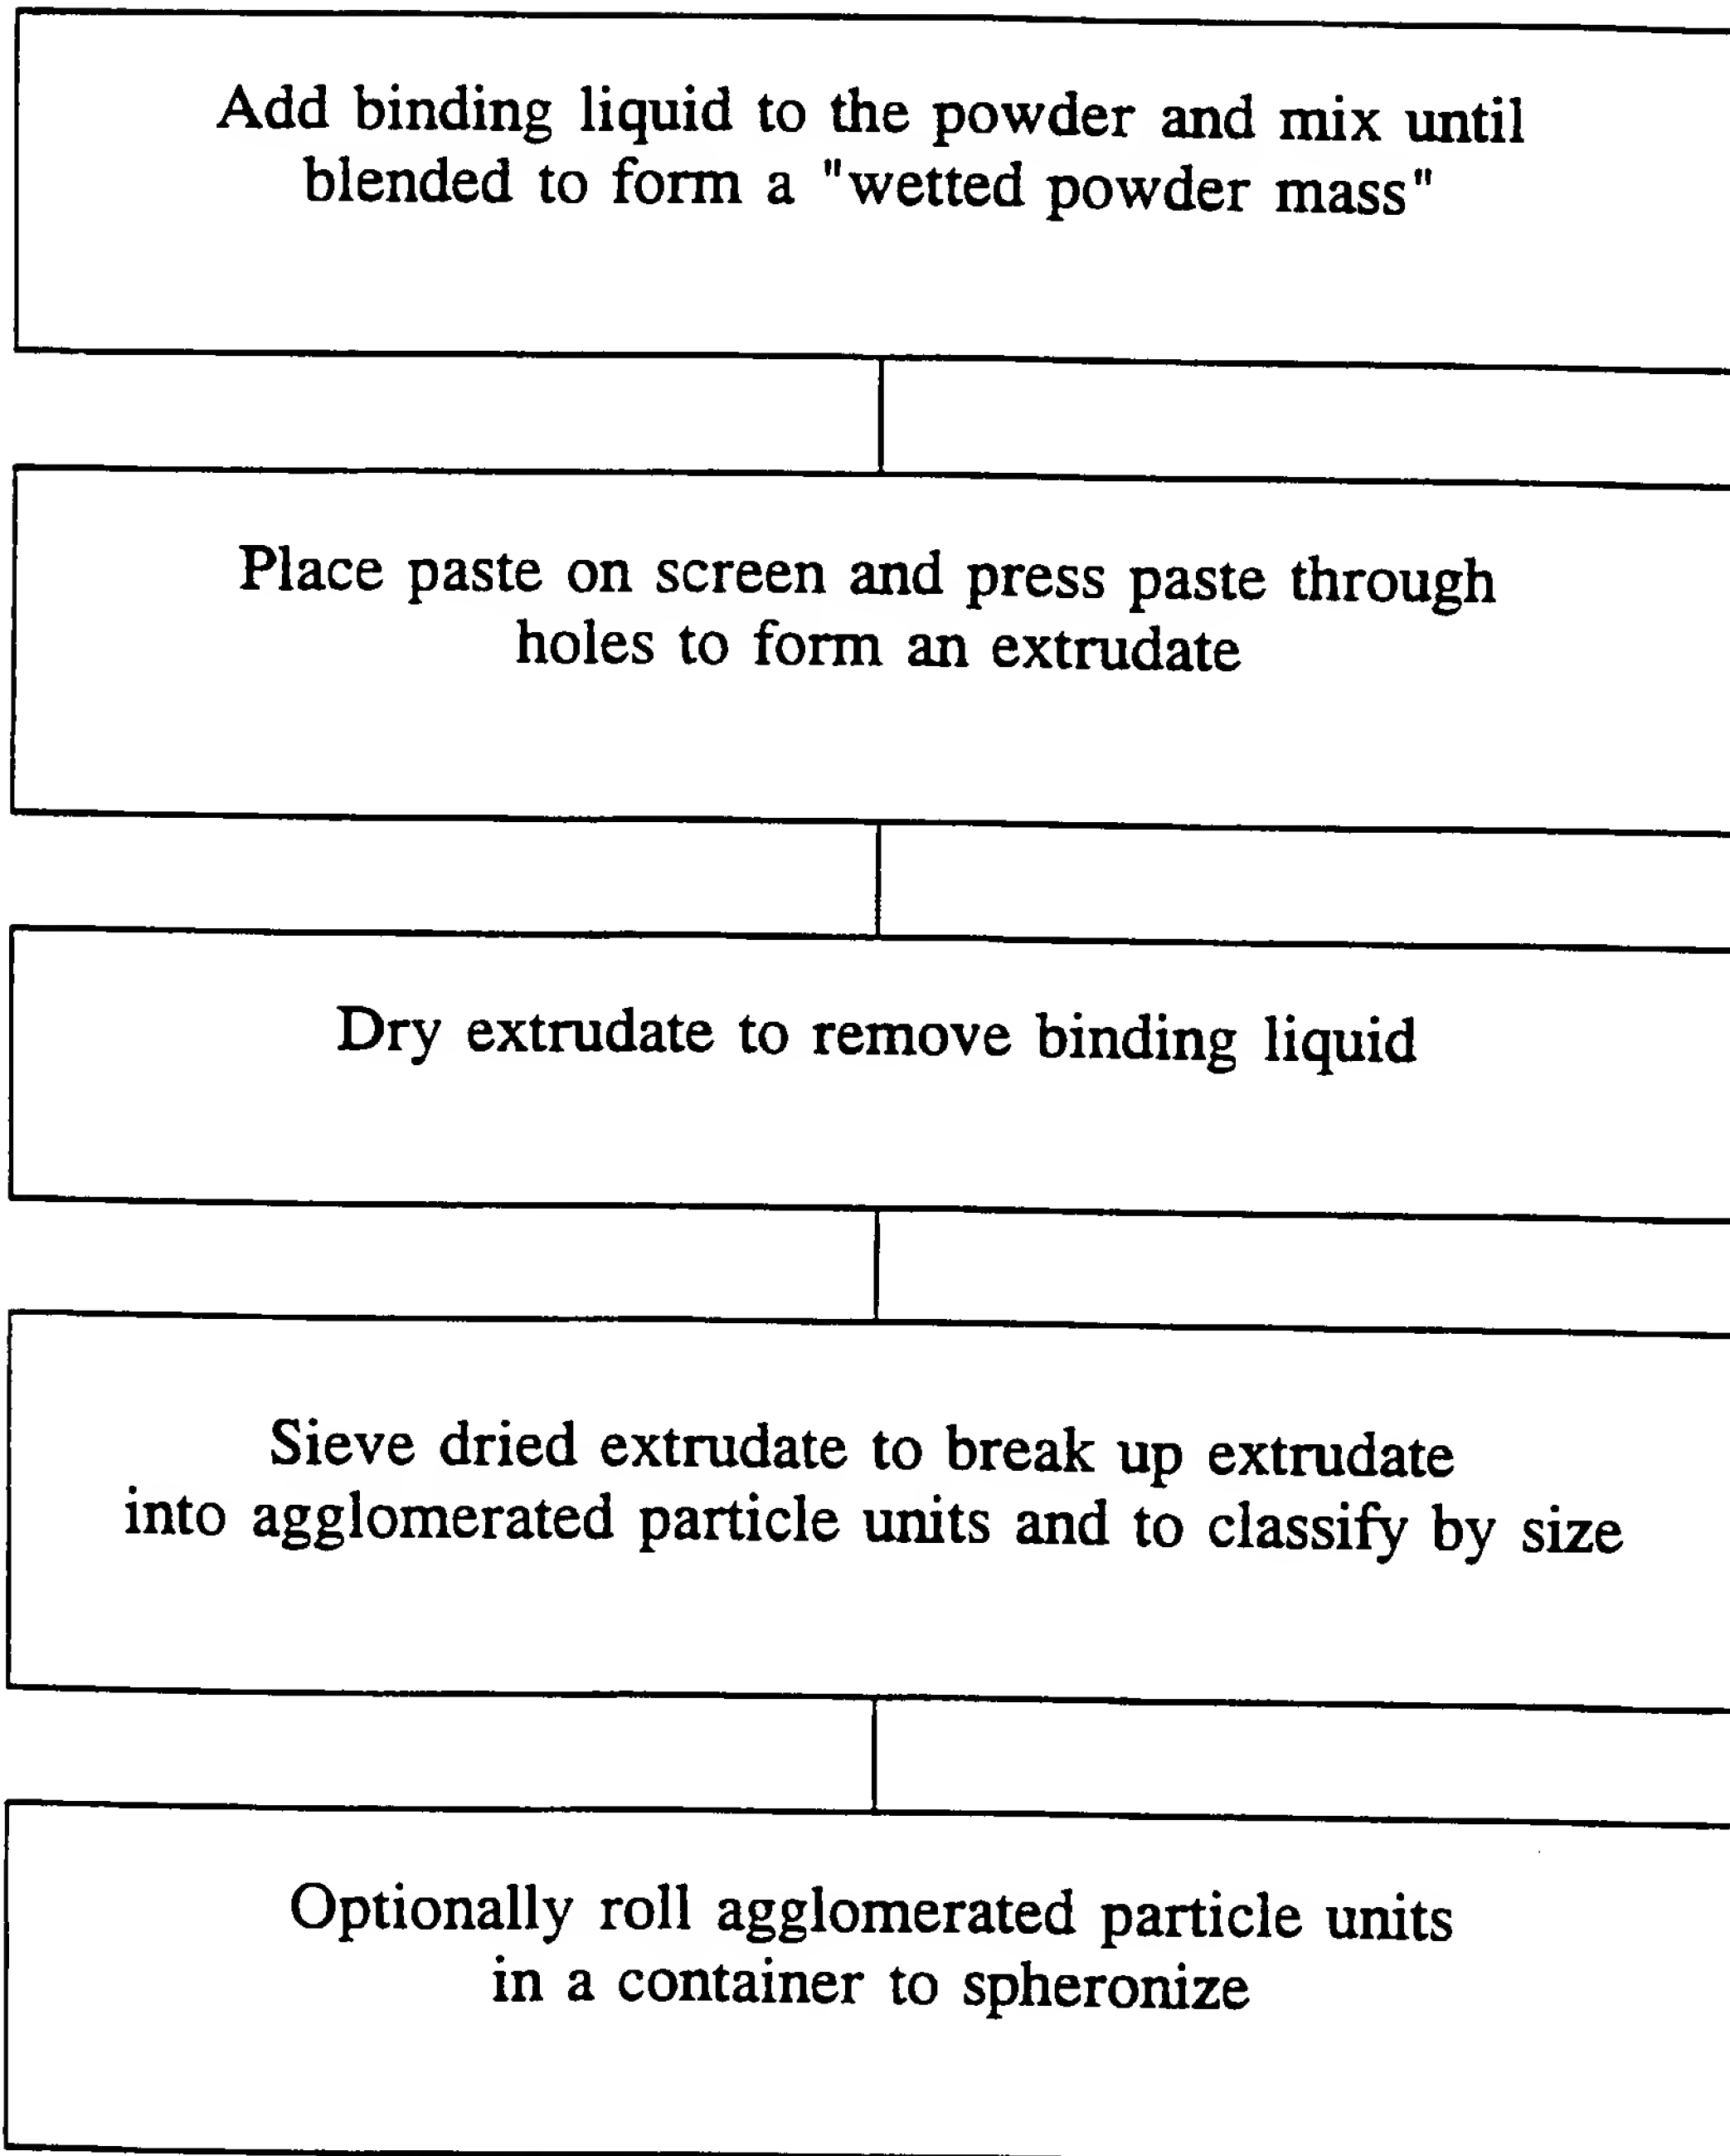 Add binding liquid to the powder and mix until
blended to form a "wetted powder mass"
Place paste on screen and press paste through
holes to form an extrudate
Dry extrudate to remove binding liquid
Sieve dried extrudate to break up extrudate
into agglomerated particle units and to classify by size
Optionally roll agglomerated particle units
in a container to spheronize